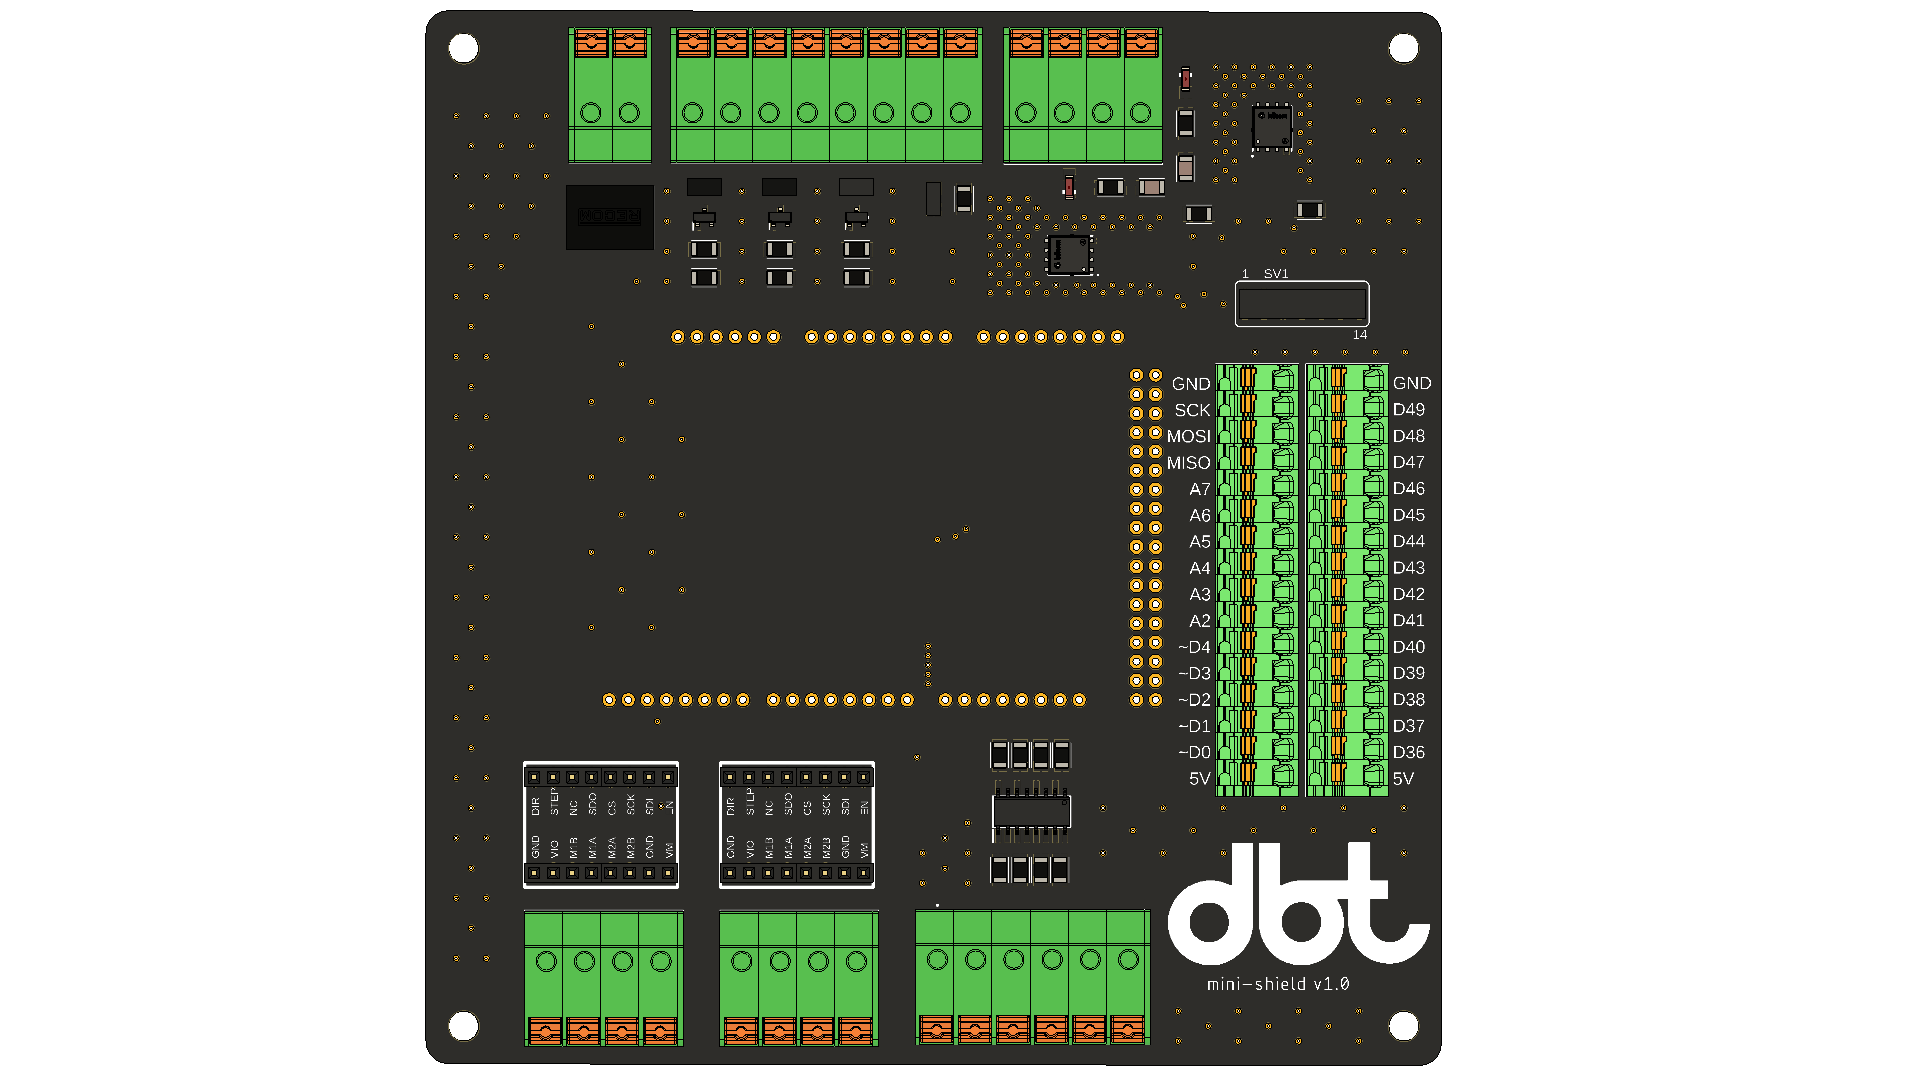 RECOM
1 SV1
14
GND GND
SCK D49
MOSI D48
MISO D47
A7 D46
A6 D45
A5 D44
A4 D43
A3 D42
A2 D41
~D4 D40
~D3 D39
~D2 D38
~D1 D37
~D0 D36
5V 5V
DIR STEP NC SDO CS SCK SDI
GND VIO M1B M1A M2A M2B GND VM
DIR STEP NC SDO CS SCK SDI EN
GND VIO M1B M1A M2A M2B GND VM
dbt
mini-shield v1.0